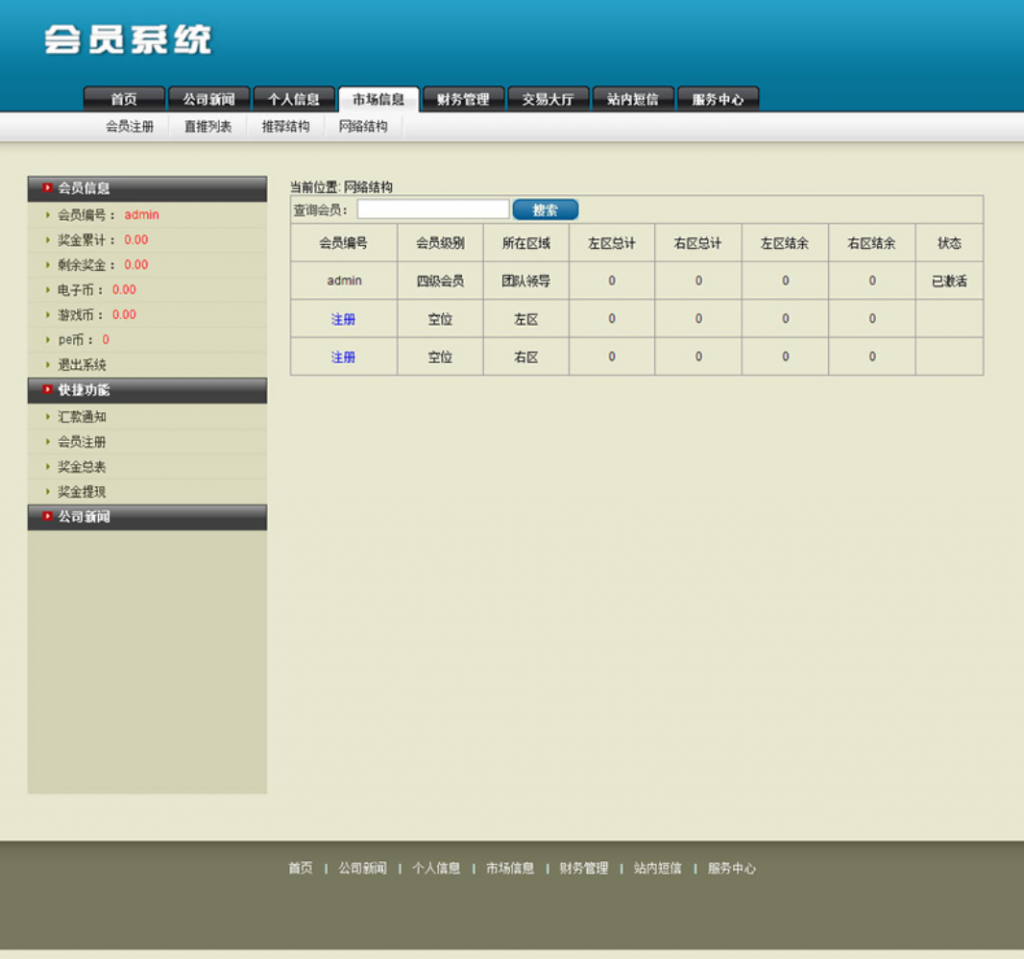 会员系统
首页 公司新闻 个人信息 市场信息 财务管理 交易大厅 站内短信 服务中心
会员注册 直推列表 推荐结构 网络结构
会员信息
会员编号： admin
奖金累计： 0.00
剩余奖金： 0.00
电子币： 0.00
游戏币： 0.00
pe币： 0
退出系统
快捷功能
汇款通知
会员注册
奖金总表
奖金提现
公司新闻
当前位置: 网络结构
查询会员： 搜索
会员编号 会员级别 所在区域 左区总计 右区总计 左区结余 右区结余 状态
admin 四级会员 团队领导 0 0 0 0 已激活
注册 空位 左区 0 0 0 0
注册 空位 右区 0 0 0 0
首页 | 公司新闻 | 个人信息 | 市场信息 | 财务管理 | 站内短信 | 服务中心